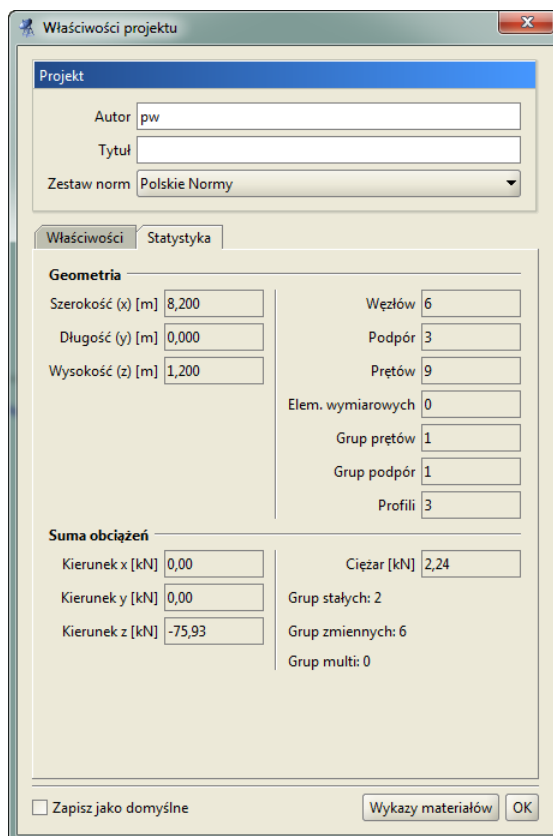 Właściwości projektu
Projekt
Autor pw
Tytuł
Zestaw norm Polskie Normy
Właściwości Statystyka
Geometria
Szerokość (x) [m] 8,200
Długość (y) [m] 0,000
Wysokość (z) [m] 1,200
Węzłów 6
Podpór 3
Prętów 9
Elem. wymiarowych 0
Grup prętów 1
Grup podpór 1
Profili 3
Suma obciążeń
Kierunek x [kN] 0,00
Kierunek y [kN] 0,00
Kierunek z [kN] -75,93
Ciężar [kN] 2,24
Grup stałych: 2
Grup zmiennych: 6
Grup multi: 0
Zapisz jako domyślne
Wykazy materiałów OK